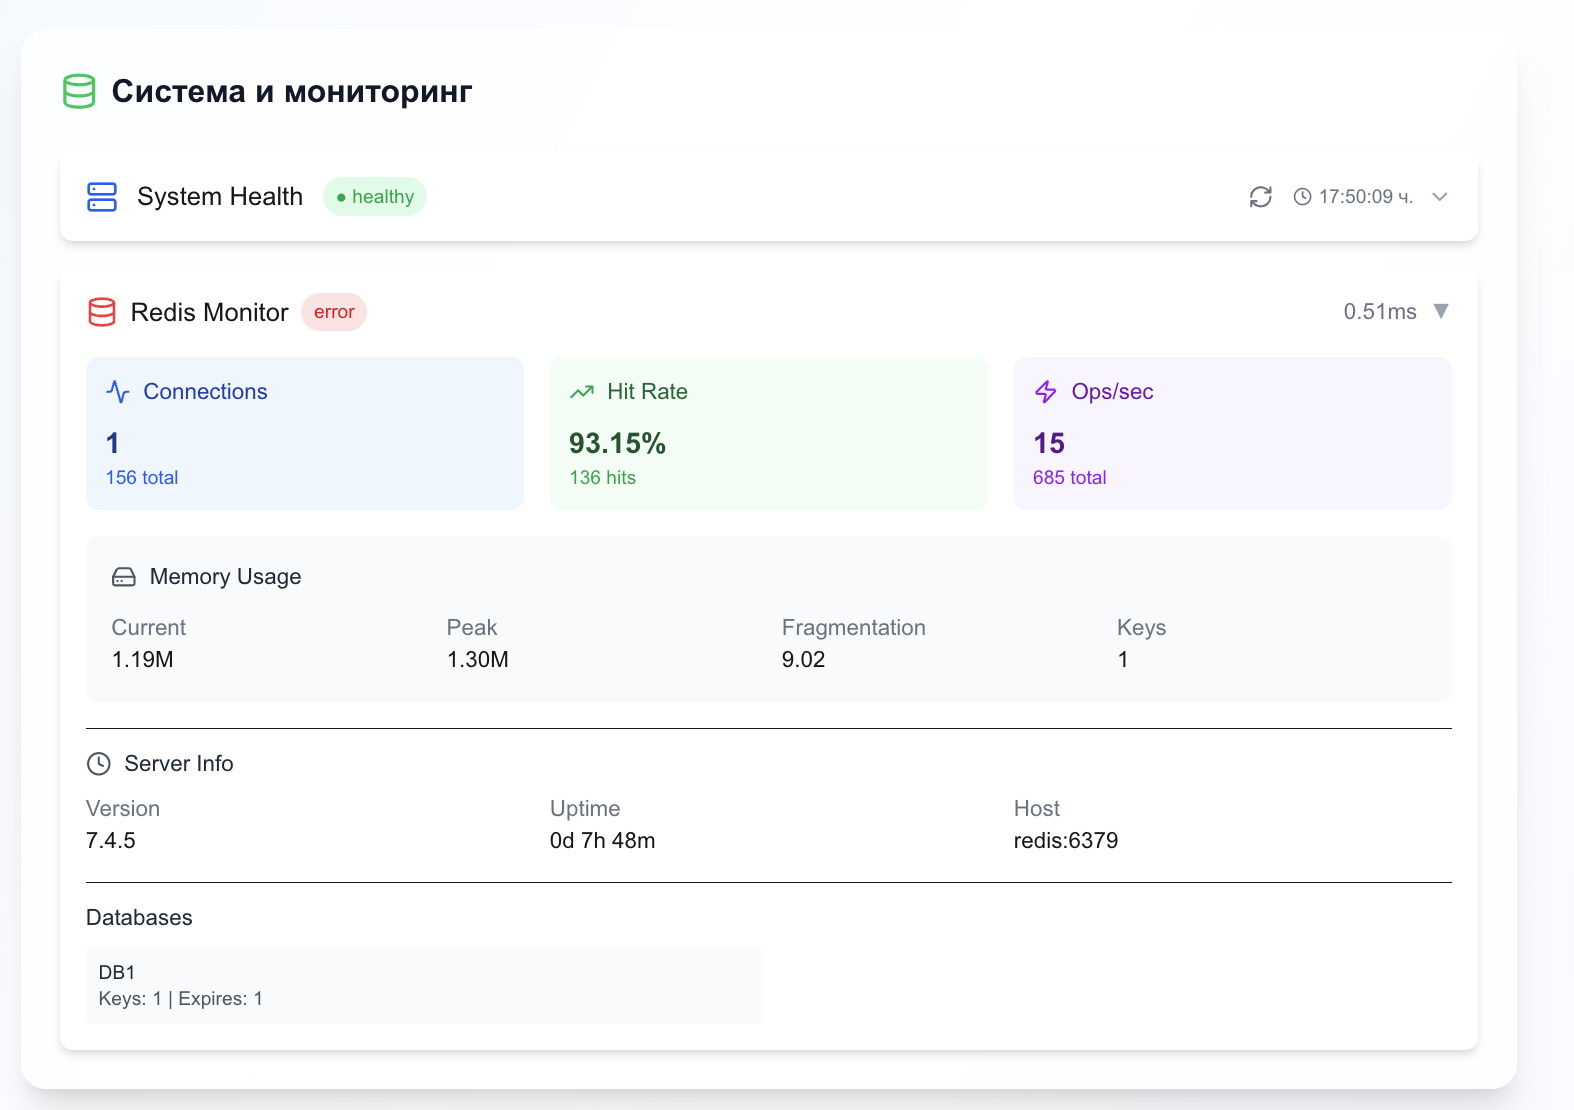 Система и мониторинг
System Health
healthy
17:50:09 ч.
Redis Monitor
error
0.51ms
Connections
1
156 total
Hit Rate
93.15%
136 hits
Ops/sec
15
685 total
Memory Usage
Current
1.19M
Peak
1.30M
Fragmentation
9.02
Keys
1
Server Info
Version
7.4.5
Uptime
0d 7h 48m
Host
redis:6379
Databases
DB1
Keys: 1 | Expires: 1